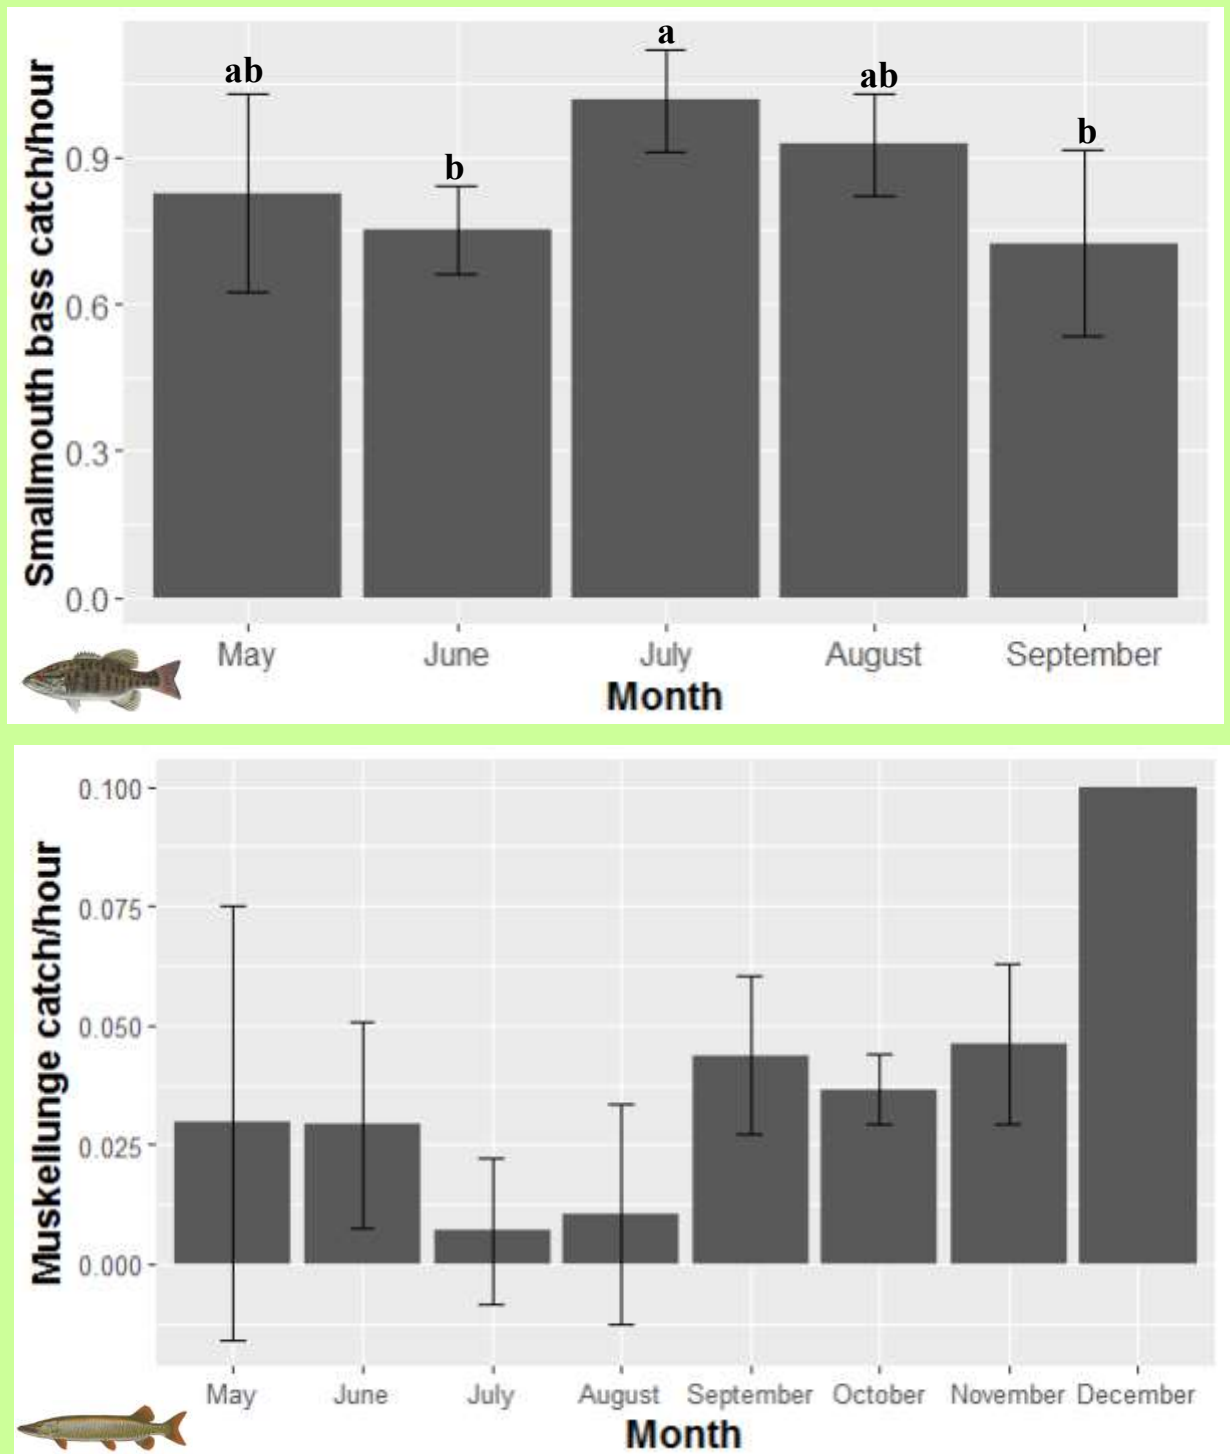 Smallmouth bass catch/hour
0.9
0.6
0.3
0.0
ab
b
a
ab
b
May June July August September
Month
Muskellunge catch/hour
0.100
0.075
0.050
0.025
0.000
May June July August September October November December
Month